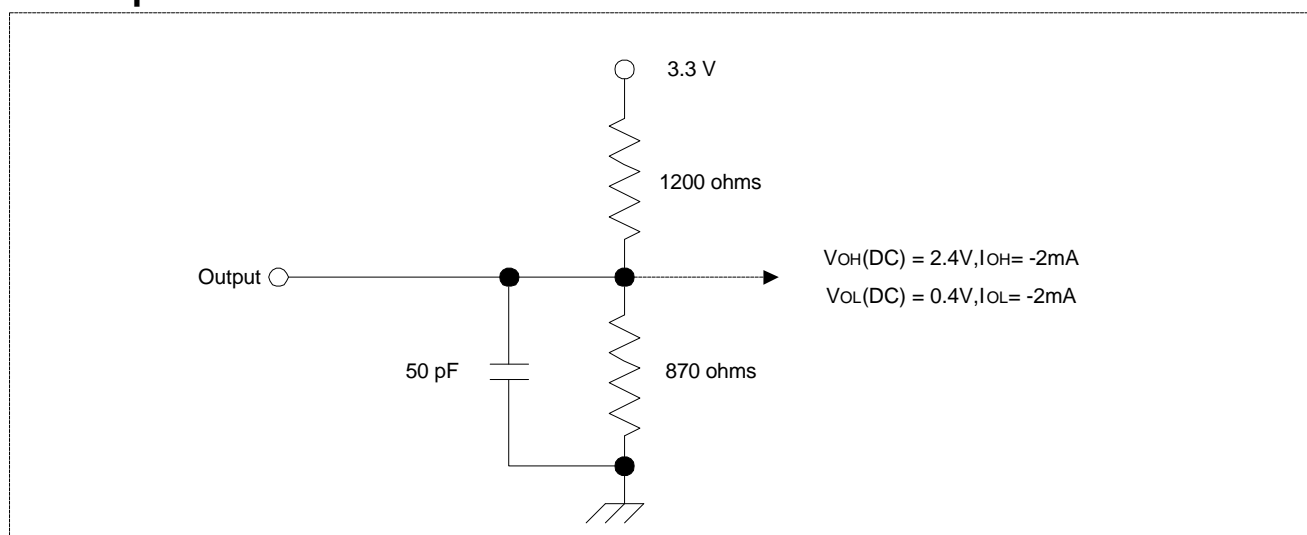 3.3 V
1200 ohms
Output
VOH(DC) = 2.4V,IOH= -2mA
VOL(DC) = 0.4V,IOL= -2mA
50 pF
870 ohms